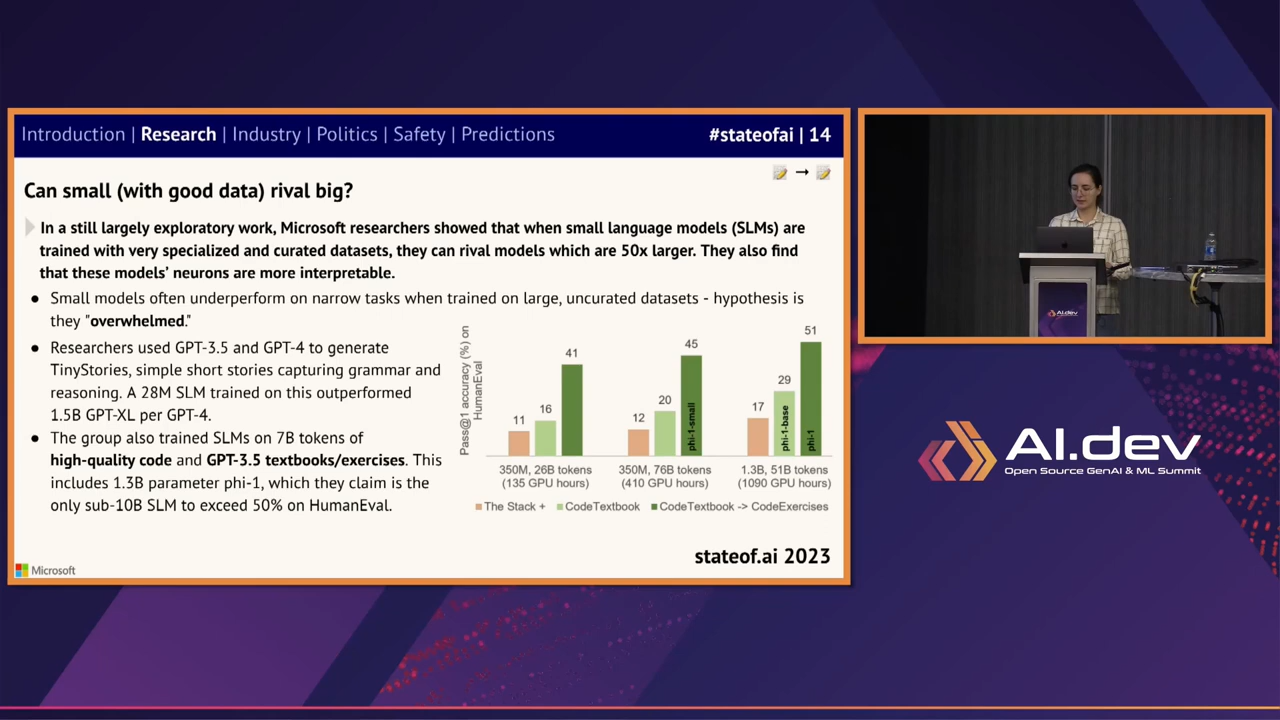 Introduction | Research | Industry | Politics | Safety | Predictions
#stateofai | 14
Can small (with good data) rival big?
In a still largely exploratory work, Microsoft researchers showed that when small language models (SLMs) are
trained with very specialized and curated datasets, they can rival models which are 50x larger. They also find
that these models' neurons are more interpretable.
● Small models often underperform on narrow tasks when trained on large, uncurated datasets - hypothesis is
they "overwhelmed."
● Researchers used GPT-3.5 and GPT-4 to generate
TinyStories, simple short stories capturing grammar and
reasoning. A 28M SLM trained on this outperformed
1.5B GPT-XL per GPT-4.
● The group also trained SLMs on 7B tokens of
high-quality code and GPT-3.5 textbooks/exercises. This
includes 1.3B parameter phi-1, which they claim is the
only sub-10B SLM to exceed 50% on HumanEval.
Pass@1 accuracy (%) on
HumanEval
11 16 41
12 20 45
17 29 51
phi-1-small
phi-1-base
phi-1
350M, 26B tokens
(135 GPU hours)
350M, 76B tokens
(410 GPU hours)
1.3B, 51B tokens
(1090 GPU hours)
The Stack + CodeTextbook CodeTextbook -> CodeExercises
stateof.ai 2023
Microsoft
AI.dev
AI.dev
Open Source GenAI & ML Summit